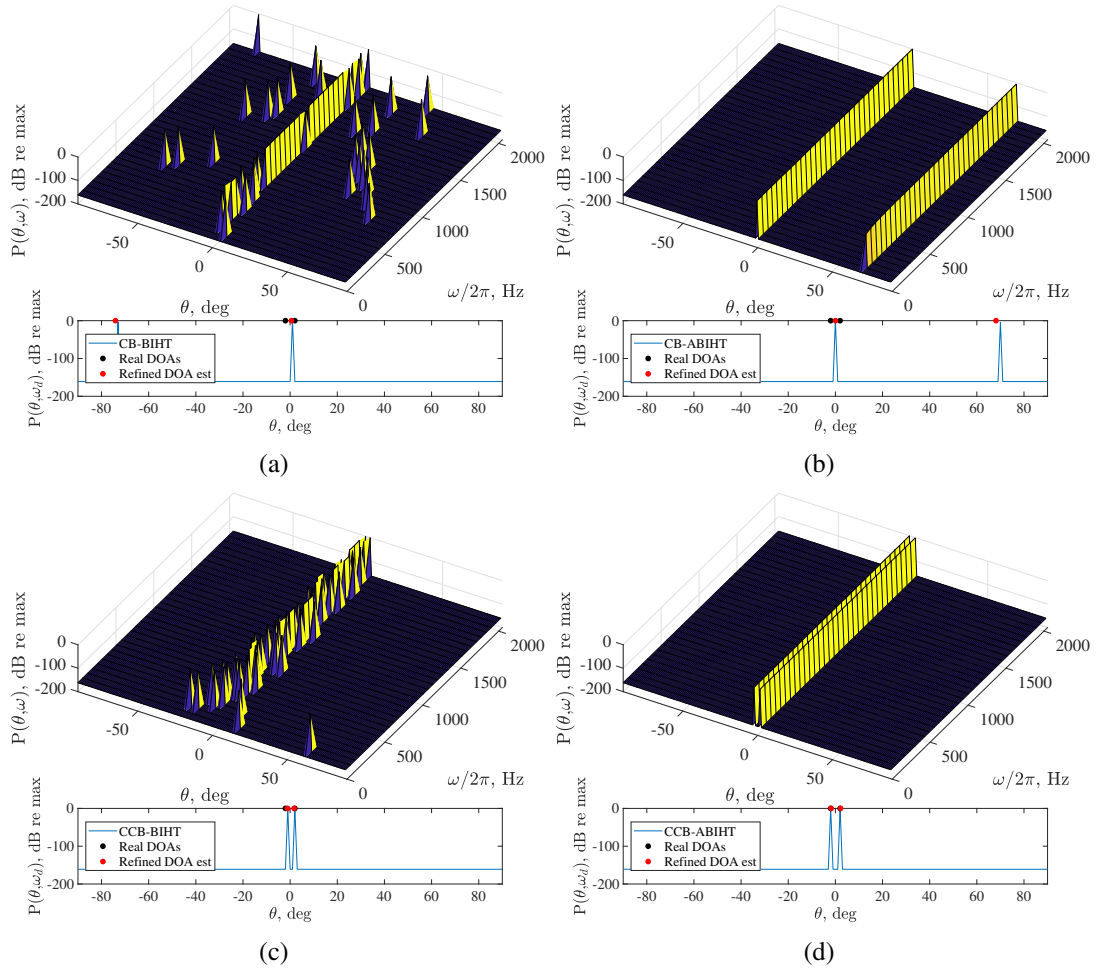 0
-100
-200
P(θ,ω), dB re max
-50
0
50
θ, deg
0
500
1000
1500
2000
ω/2π, Hz
0
-100
-200
P(θ,ω_d), dB re max
CB-BIHT
Real DOAs
Refined DOA est
-80 -60 -40 -20 0 20 40 60 80
θ, deg
(a)
0
-100
-200
P(θ,ω), dB re max
-50
0
50
θ, deg
0
500
1000
1500
2000
ω/2π, Hz
0
-100
-200
P(θ,ω_d), dB re max
CB-ABIHT
Real DOAs
Refined DOA est
-80 -60 -40 -20 0 20 40 60 80
θ, deg
(b)
0
-100
-200
P(θ,ω), dB re max
-50
0
50
θ, deg
0
500
1000
1500
2000
ω/2π, Hz
0
-100
-200
P(θ,ω_d), dB re max
CCB-BIHT
Real DOAs
Refined DOA est
-80 -60 -40 -20 0 20 40 60 80
θ, deg
(c)
0
-100
-200
P(θ,ω), dB re max
-50
0
50
θ, deg
0
500
1000
1500
2000
ω/2π, Hz
0
-100
-200
P(θ,ω_d), dB re max
CCB-ABIHT
Real DOAs
Refined DOA est
-80 -60 -40 -20 0 20 40 60 80
θ, deg
(d)